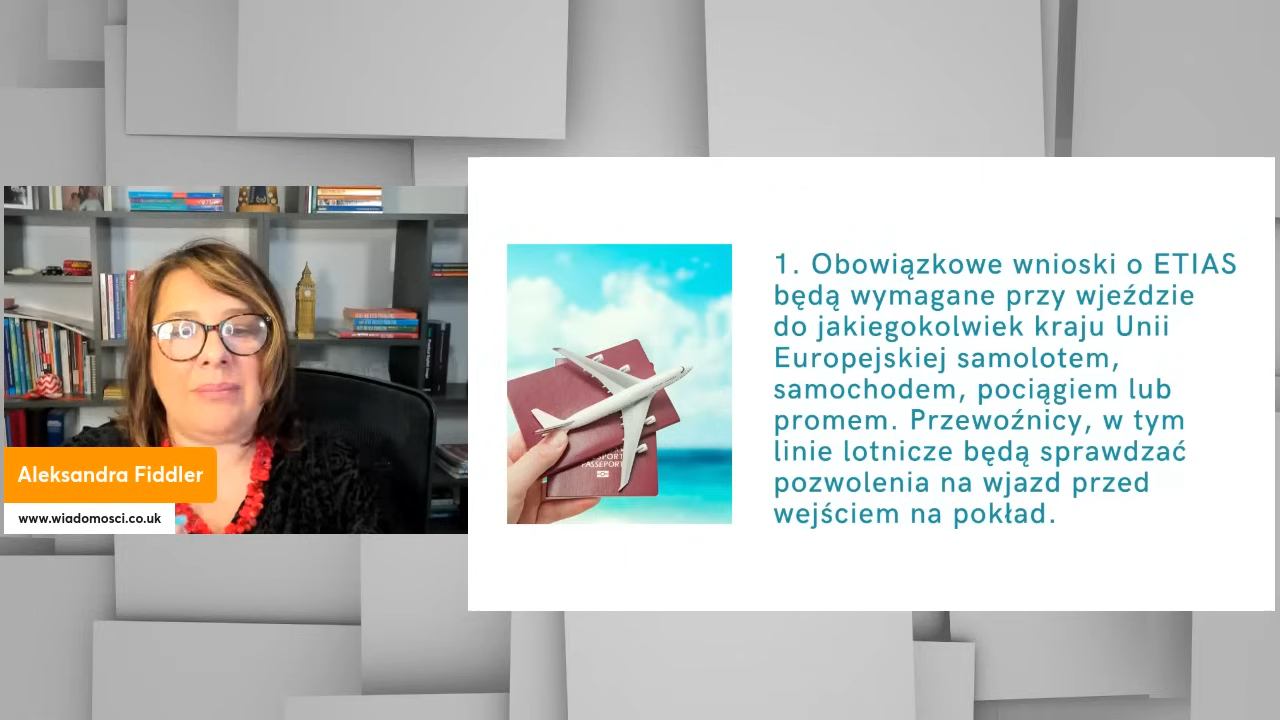 Aleksandra Fiddler
www.wiadomosci.co.uk
1. Obowiązkowe wnioski o ETIAS
będą wymagane przy wjeździe
do jakiegokolwiek kraju Unii
Europejskiej samolotem,
samochodem, pociągiem lub
promem. Przewoźnicy, w tym
linie lotnicze będą sprawdzać
pozwolenia na wjazd przed
wejściem na pokład.
PASSEPORT